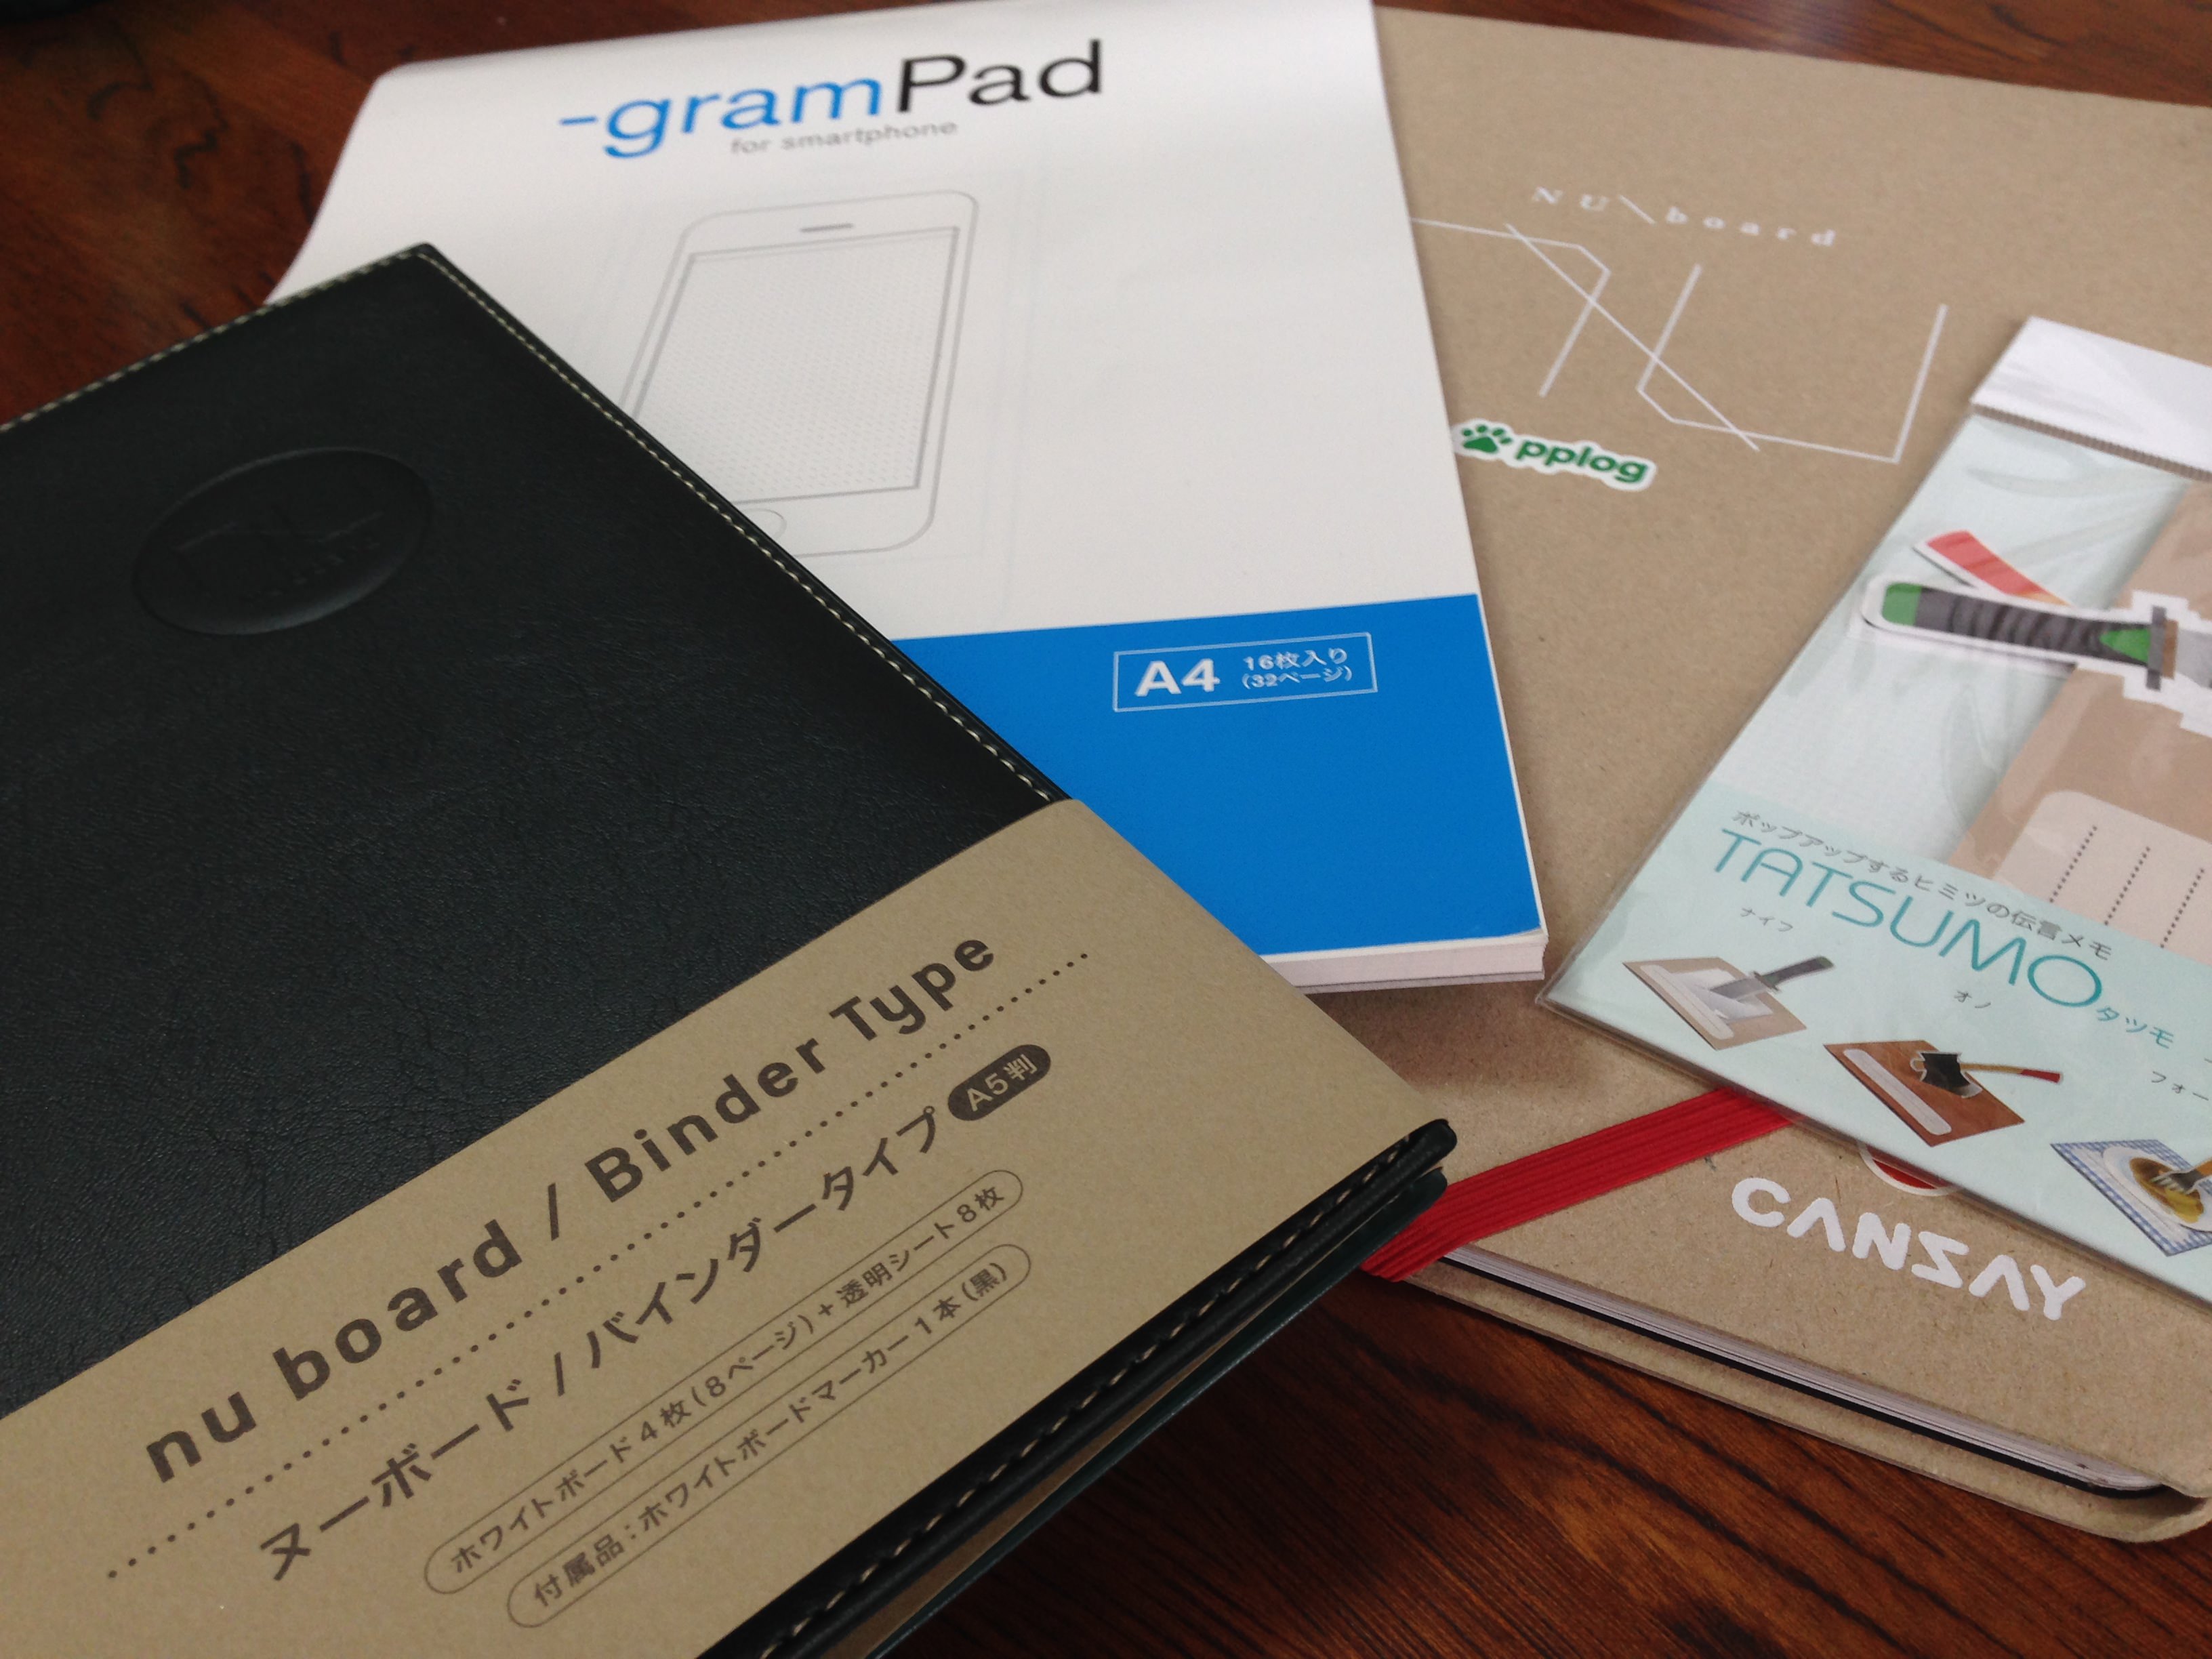 -gramPad
for smartphone
A4
16枚入り
(32ページ)
NU\board
pplog
ポップアップするヒミツの伝言メモ
TATSUMO タツモ
ナイフ
オノ
フォー
CANSAY
nu board / Binder Type
ヌーボード / バインダータイプ A5判
ホワイトボード4枚(8ページ)+透明シート8枚
付属品:ホワイトボードマーカー1本(黒)